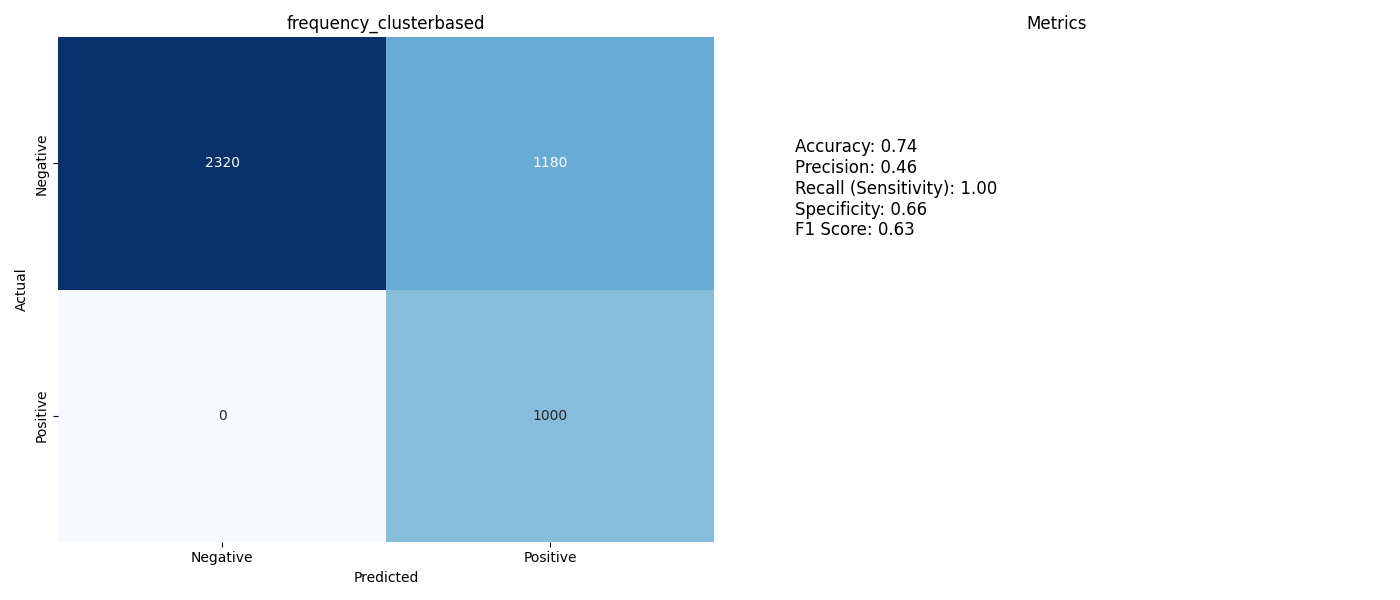 frequency_clusterbased
Negative
2320
1180
Actual
Positive
0
1000
Negative
Positive
Predicted
Metrics
Accuracy: 0.74
Precision: 0.46
Recall (Sensitivity): 1.00
Specificity: 0.66
F1 Score: 0.63